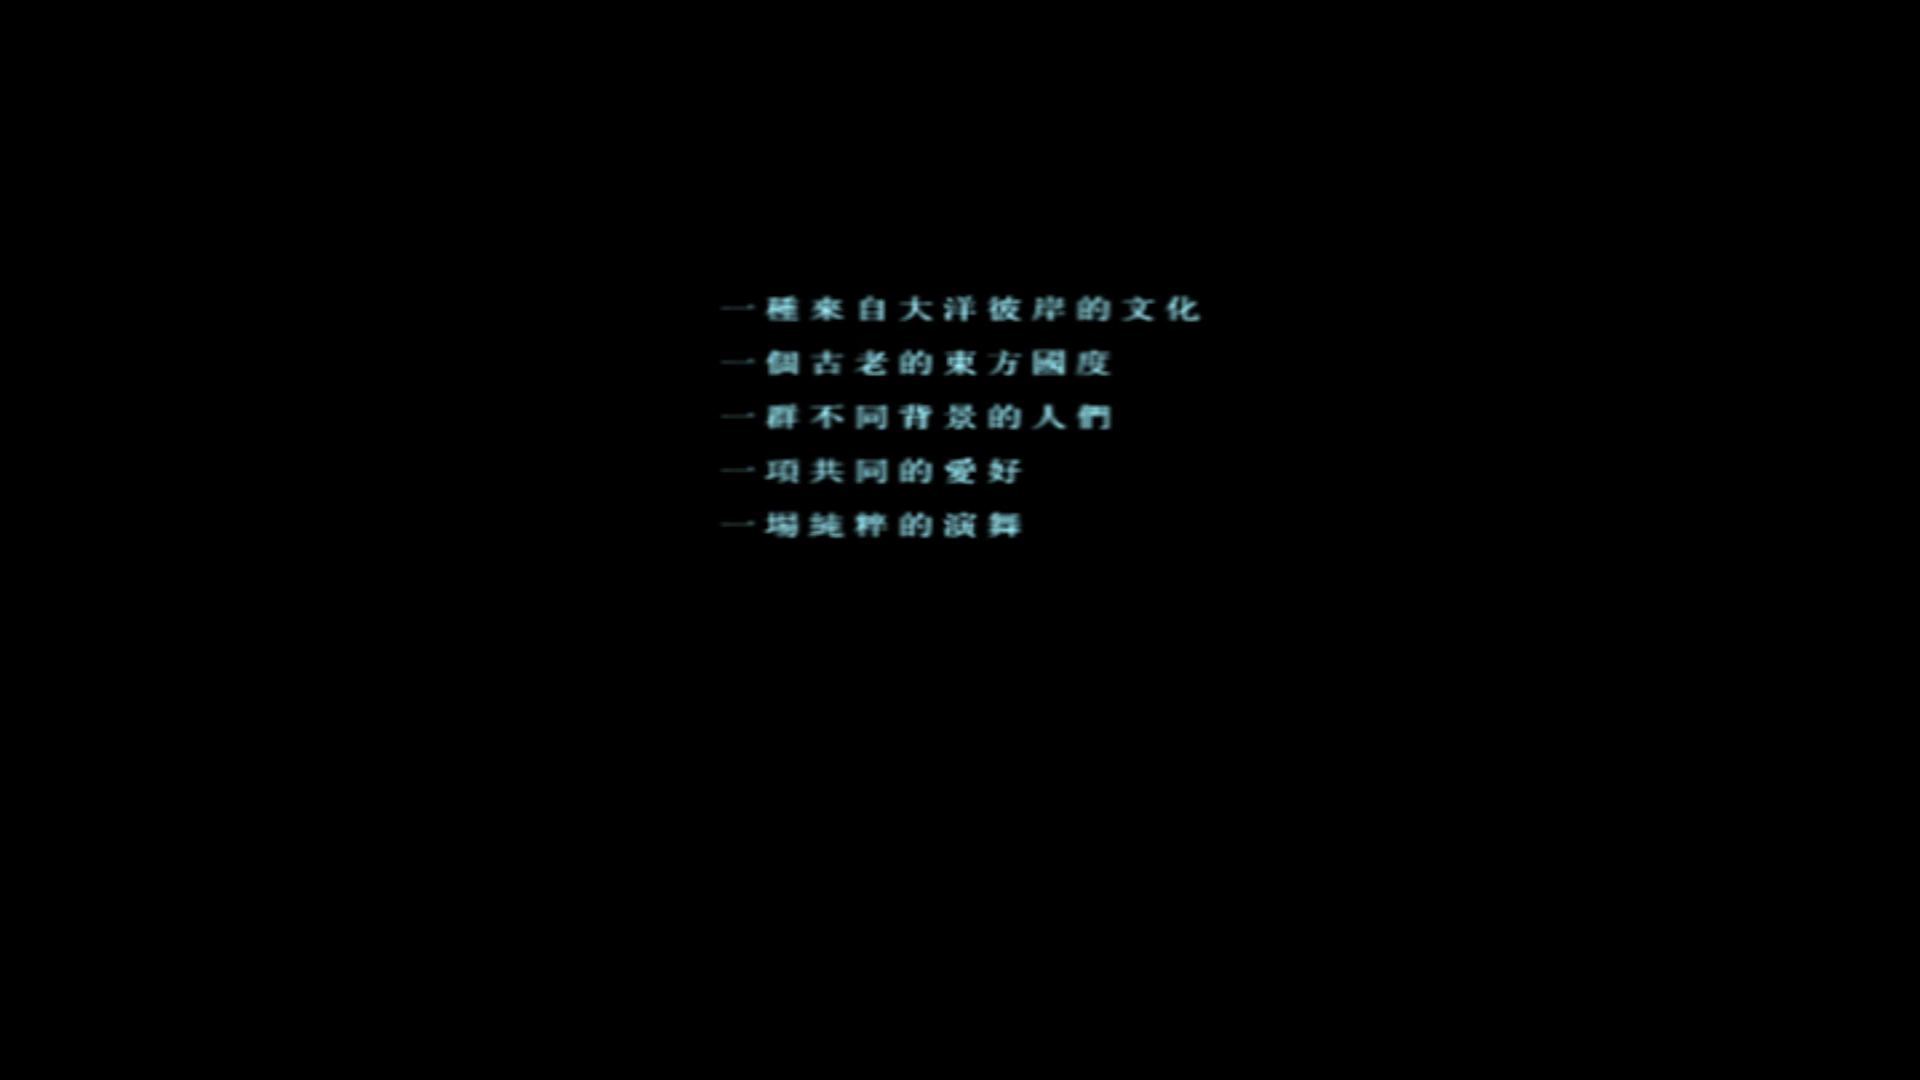 一種來自大洋彼岸的文化
一個古老的東方國度
一群不同背景的人們
一項共同的愛好
一場純粹的演舞